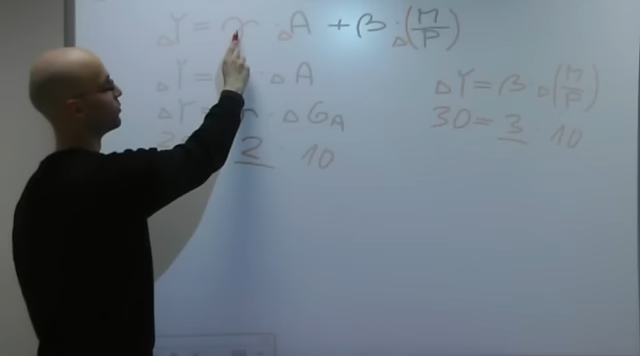 ΔY = γ · ΔA + β · Δ(M/P)
ΔY = · ΔA
ΔY = · ΔG_A
2 · 10
ΔY = β · Δ(M/P)
30 = 3 · 10